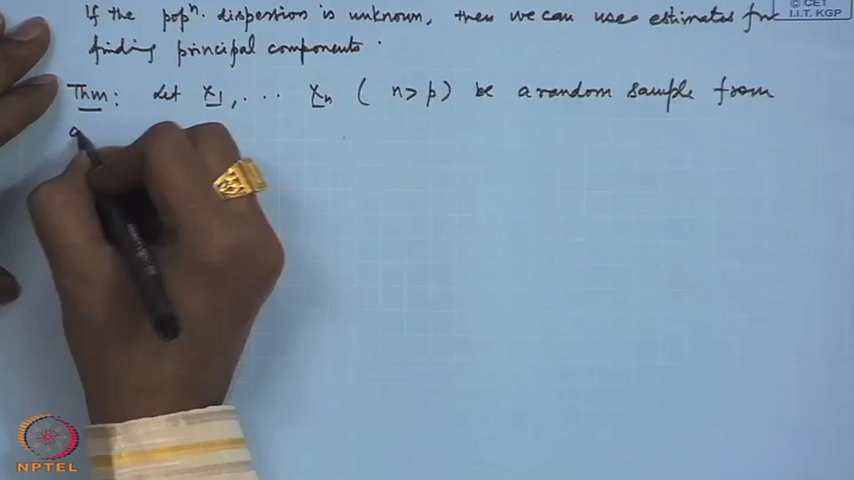 If the popⁿ. dispersion is unknown, then we can use estimates for
finding principal components.
Thm: Let X1, ... Xn ( n > p ) be a random sample from
a
© CET
I.I.T. KGP
NPTEL